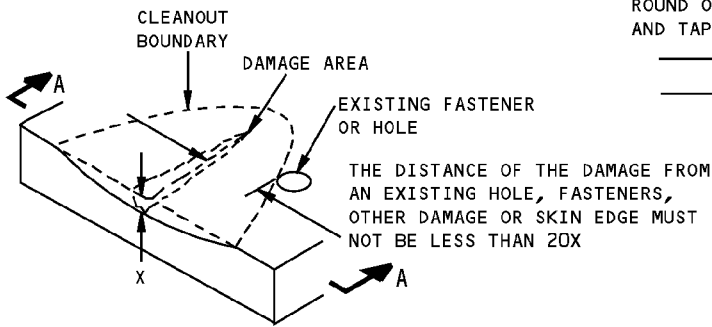 CLEANOUT
BOUNDARY
DAMAGE AREA
ROUND O
AND TAP
A
EXISTING FASTENER
OR HOLE
THE DISTANCE OF THE DAMAGE FROM
AN EXISTING HOLE, FASTENERS,
OTHER DAMAGE OR SKIN EDGE MUST
NOT BE LESS THAN 20X
X
A